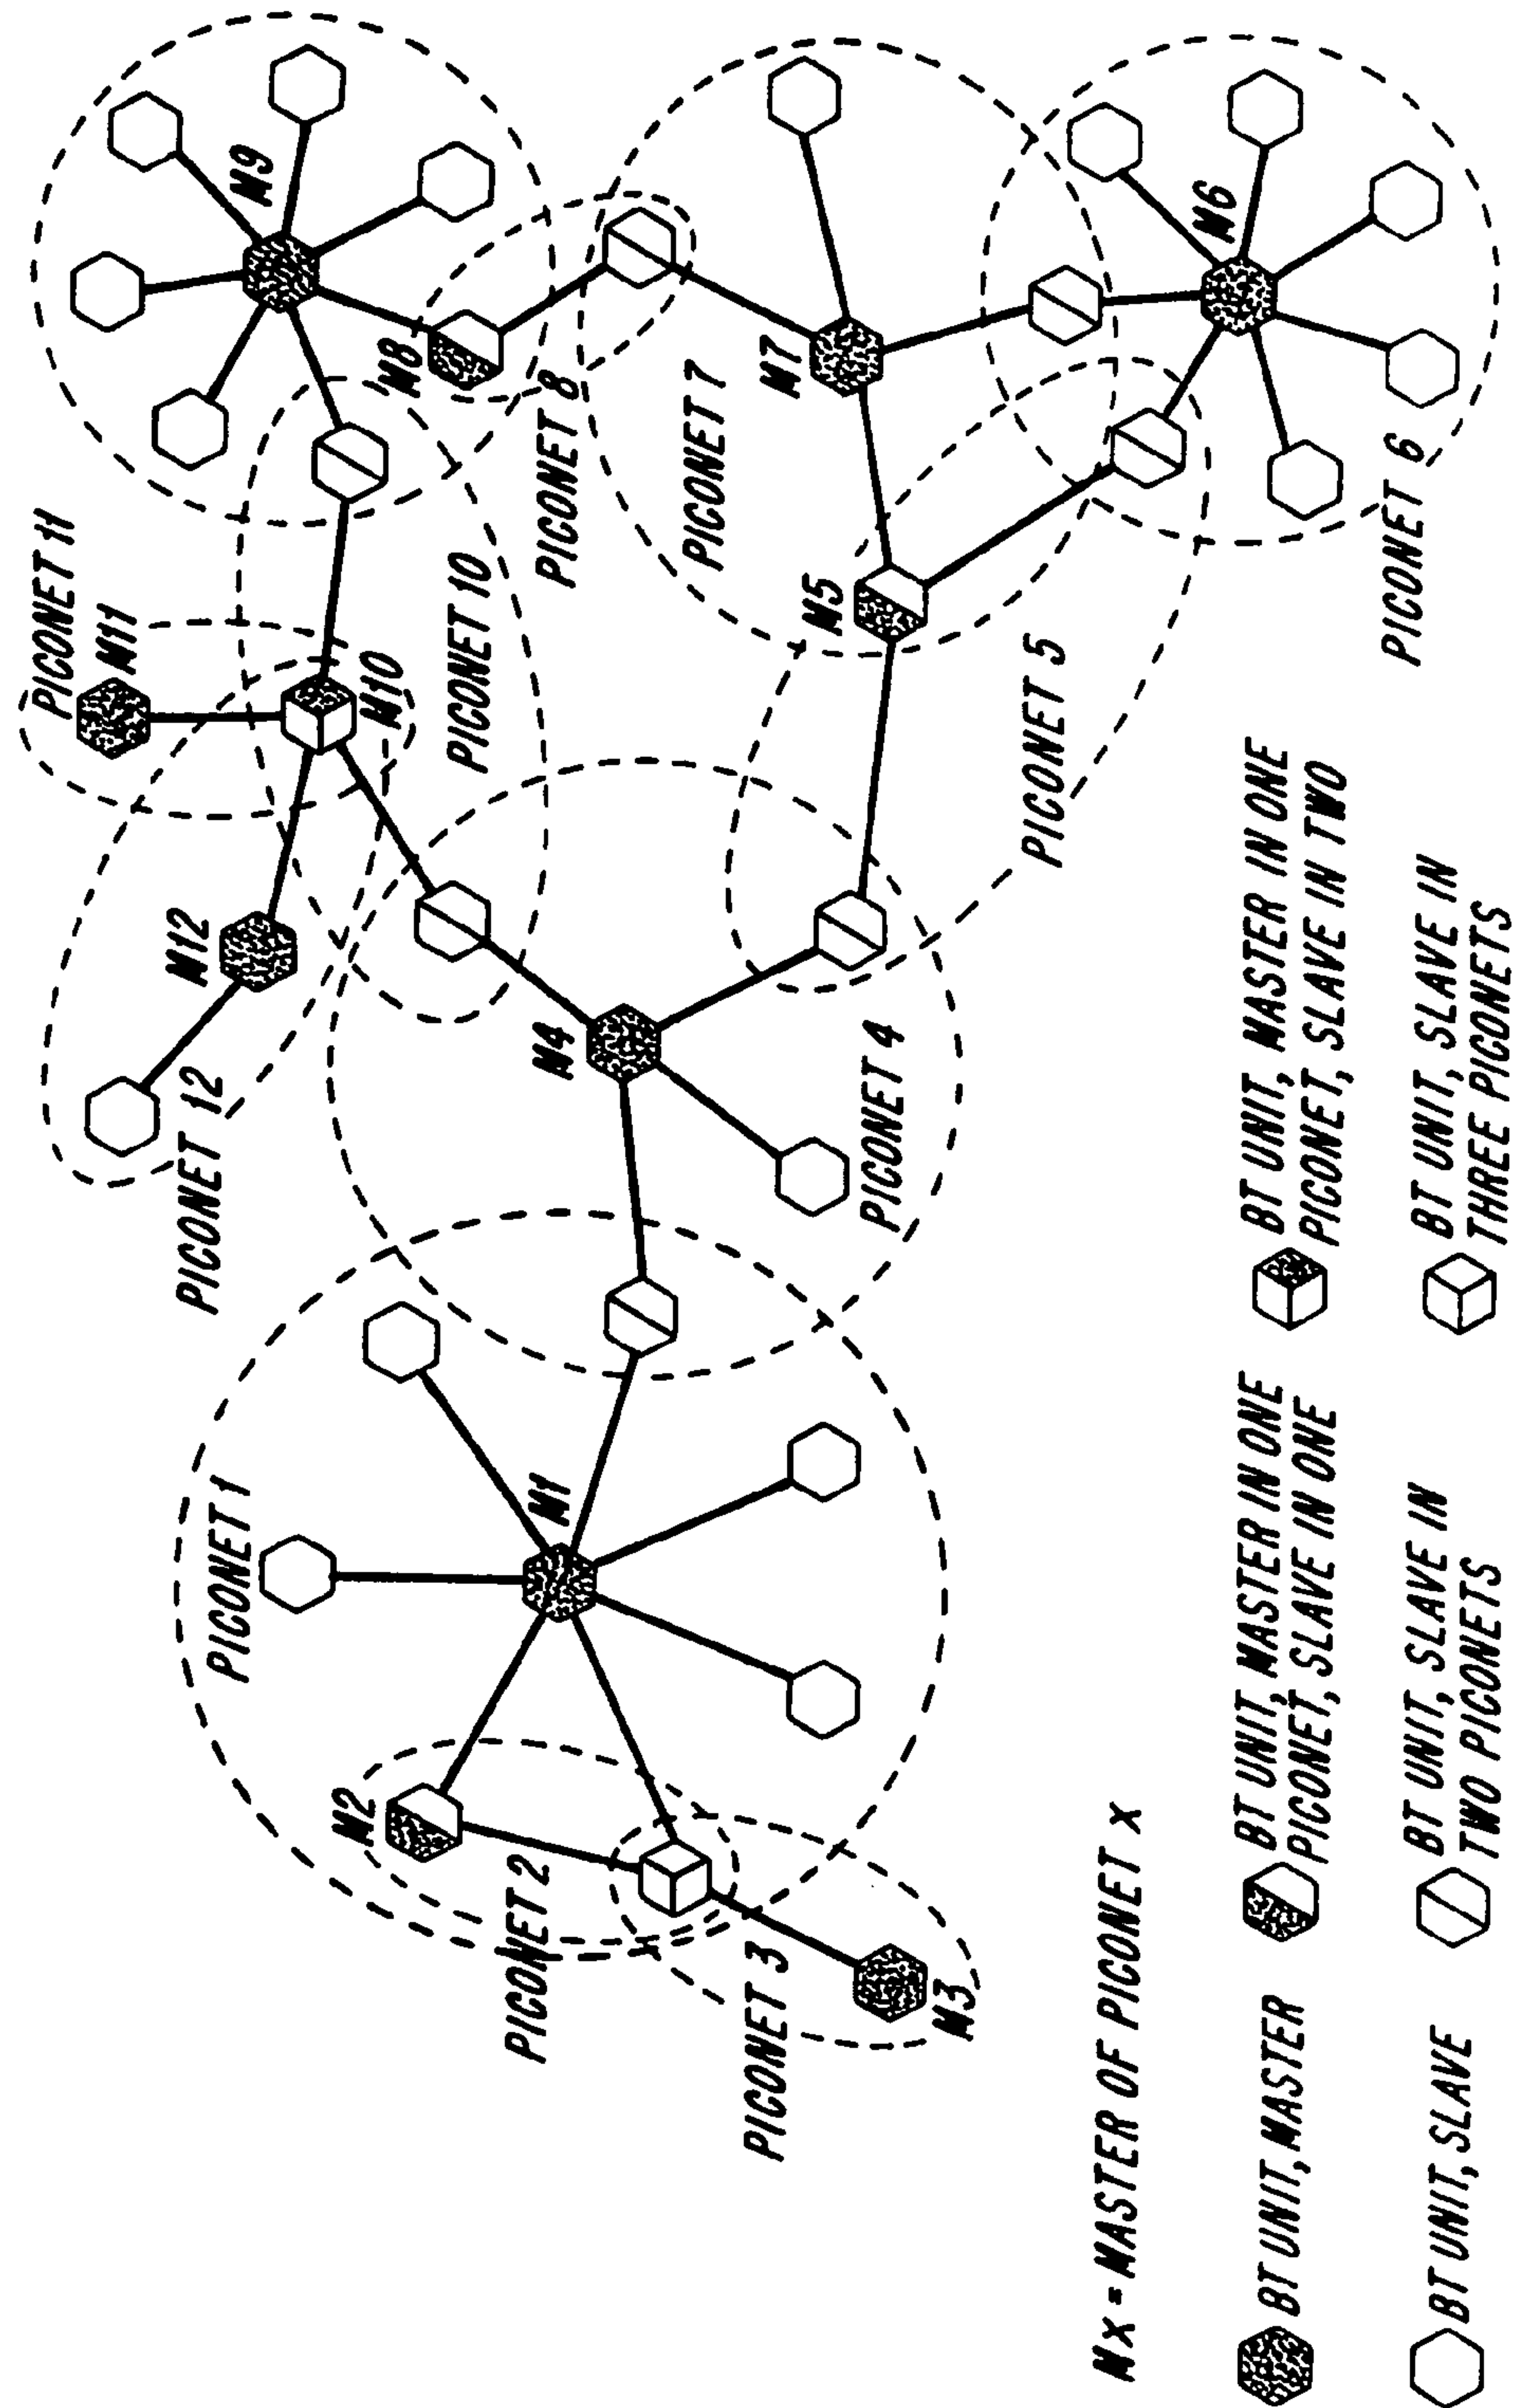 PICONET 1
M1
M2
PICONET 2
PICONET 3
M3
PICONET 4
M4
PICONET 12
M12
PICONET 11
M11
M10
PICONET 10
M9
M8
PICONET 8
PICONET 7
M7
M5
PICONET 5
M6
PICONET 6
MX = MASTER OF PICONET X
BT UNIT, MASTER
BT UNIT, MASTER IN ONE
PICONET, SLAVE IN ONE
BT UNIT, MASTER IN ONE
PICONET, SLAVE IN TWO
BT UNIT, SLAVE
BT UNIT, SLAVE IN
TWO PICONETS
BT UNIT, SLAVE IN
THREE PICONETS